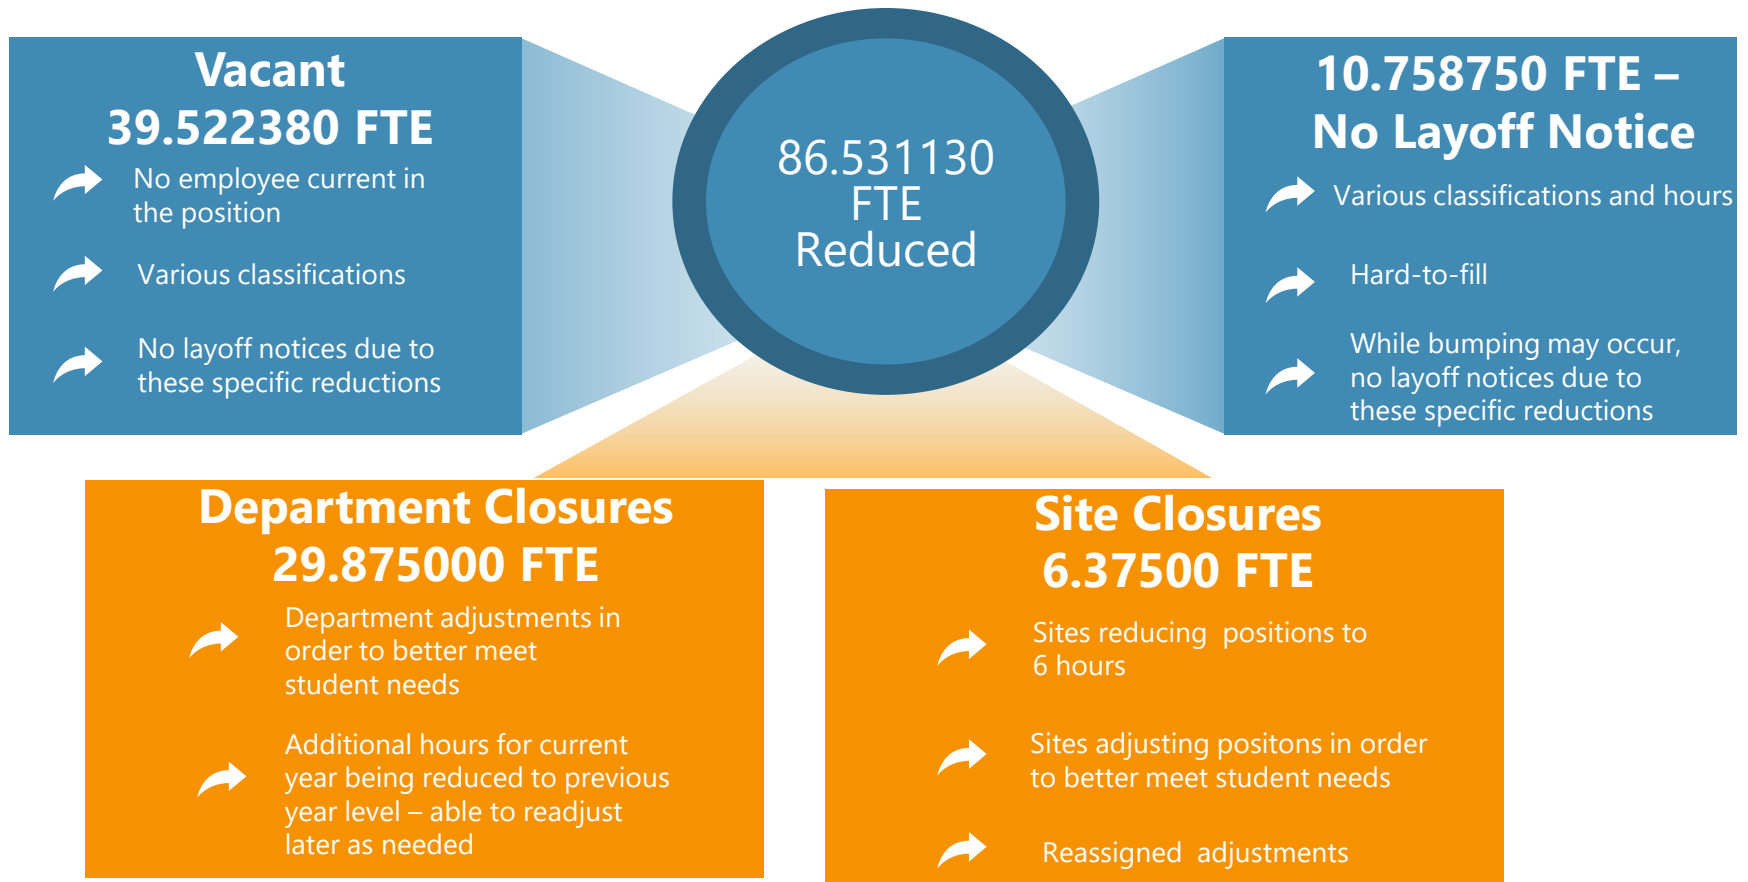 Vacant
39.522380 FTE
No employee current in
the position
Various classifications
No layoff notices due to
these specific reductions
86.531130
FTE
Reduced
10.758750 FTE –
No Layoff Notice
Various classifications and hours
Hard-to-fill
While bumping may occur,
no layoff notices due to
these specific reductions
Department Closures
29.875000 FTE
Department adjustments in
order to better meet
student needs
Additional hours for current
year being reduced to previous
year level – able to readjust
later as needed
Site Closures
6.37500 FTE
Sites reducing  positions to
6 hours
Sites adjusting positons in order
to better meet student needs
Reassigned  adjustments